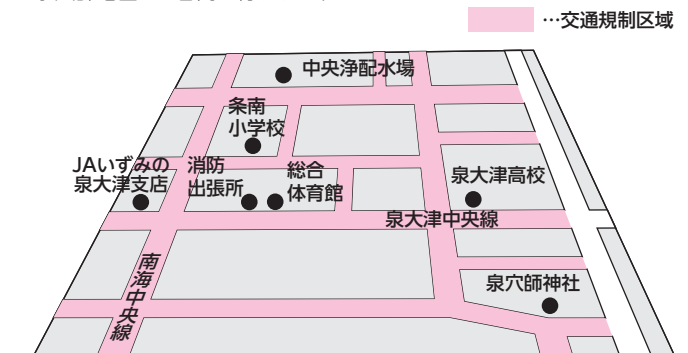 …交通規制区域
中央浄配水場
条南
小学校
JAいずみの
泉大津支店
消防
出張所
総合
体育館
泉大津高校
泉大津中央線
南海中央線
泉穴師神社